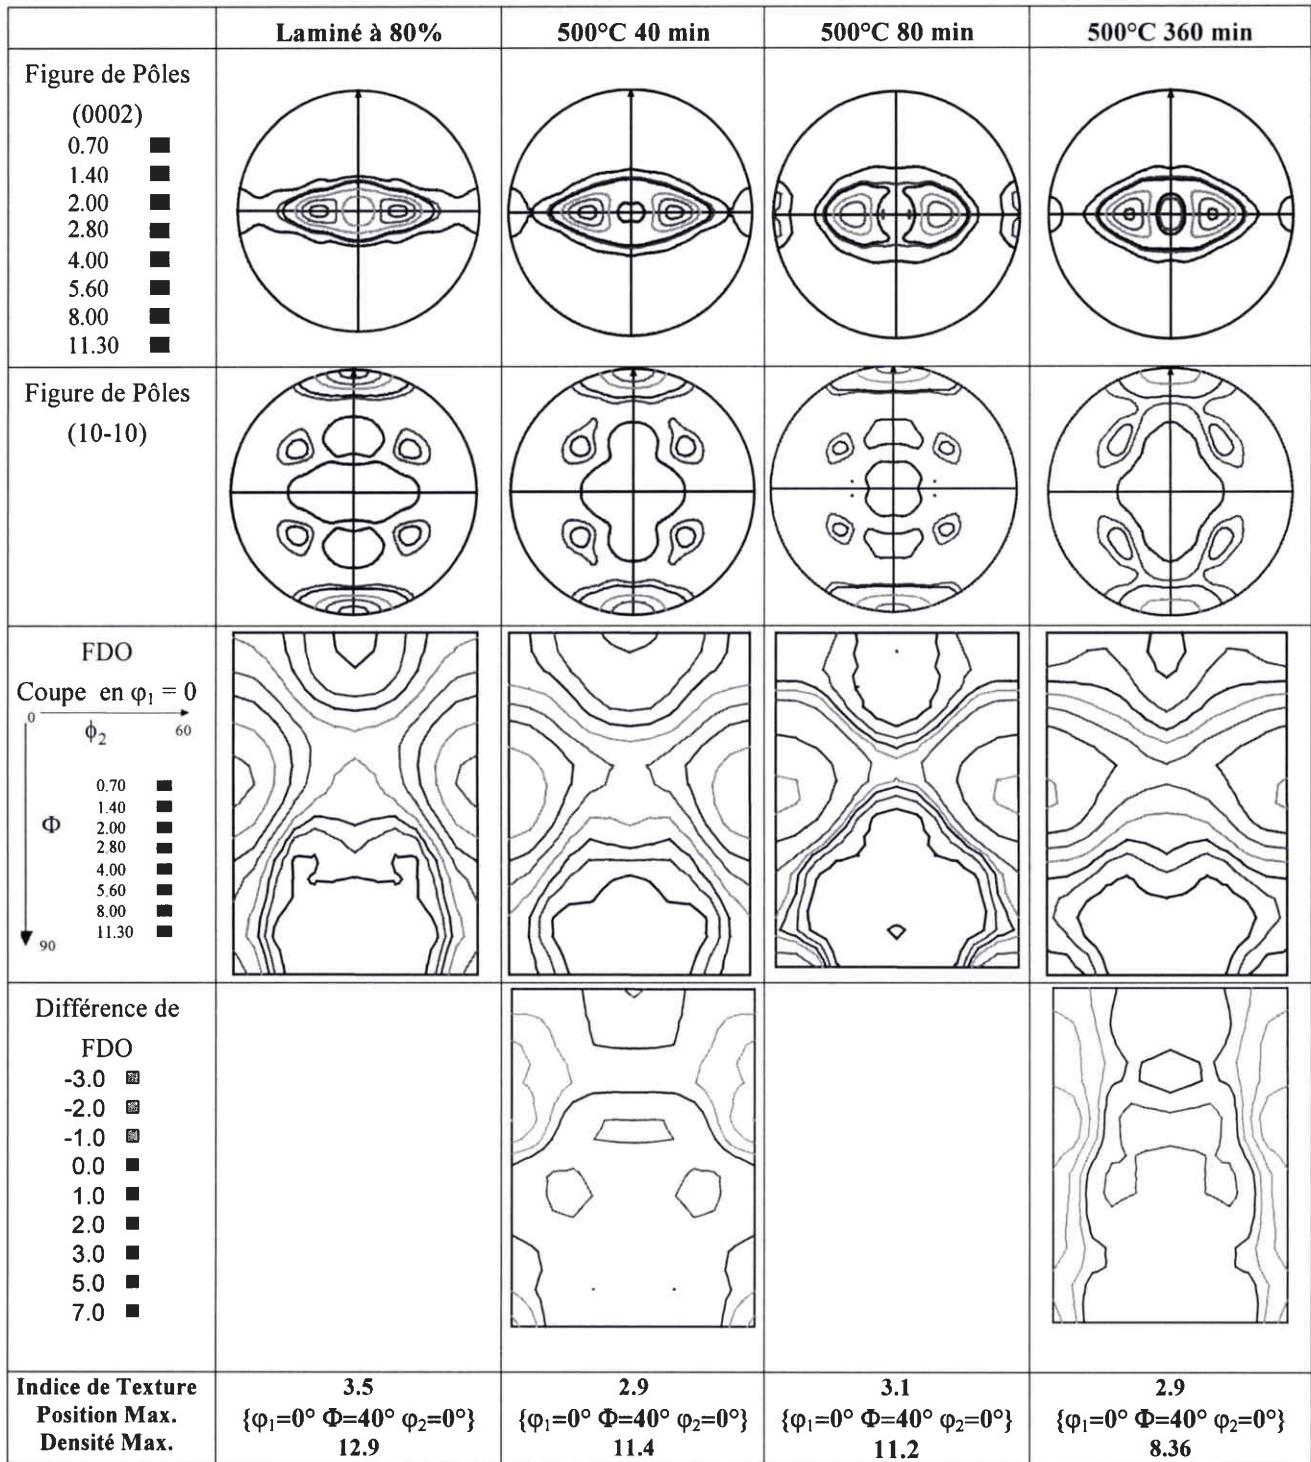 Laminé à 80%
500°C 40 min
500°C 80 min
500°C 360 min
Figure de Pôles
(0002)
0.70
1.40
2.00
2.80
4.00
5.60
8.00
11.30
Figure de Pôles
(10-10)
FDO
Coupe en φ₁ = 0
0
ϕ₂
60
Φ
90
0.70
1.40
2.00
2.80
4.00
5.60
8.00
11.30
Différence de
FDO
-3.0
-2.0
-1.0
0.0
1.0
2.0
3.0
5.0
7.0
Indice de Texture
Position Max.
Densité Max.
3.5
{φ₁=0° Φ=40° φ₂=0°}
12.9
2.9
{φ₁=0° Φ=40° φ₂=0°}
11.4
3.1
{φ₁=0° Φ=40° φ₂=0°}
11.2
2.9
{φ₁=0° Φ=40° φ₂=0°}
8.36